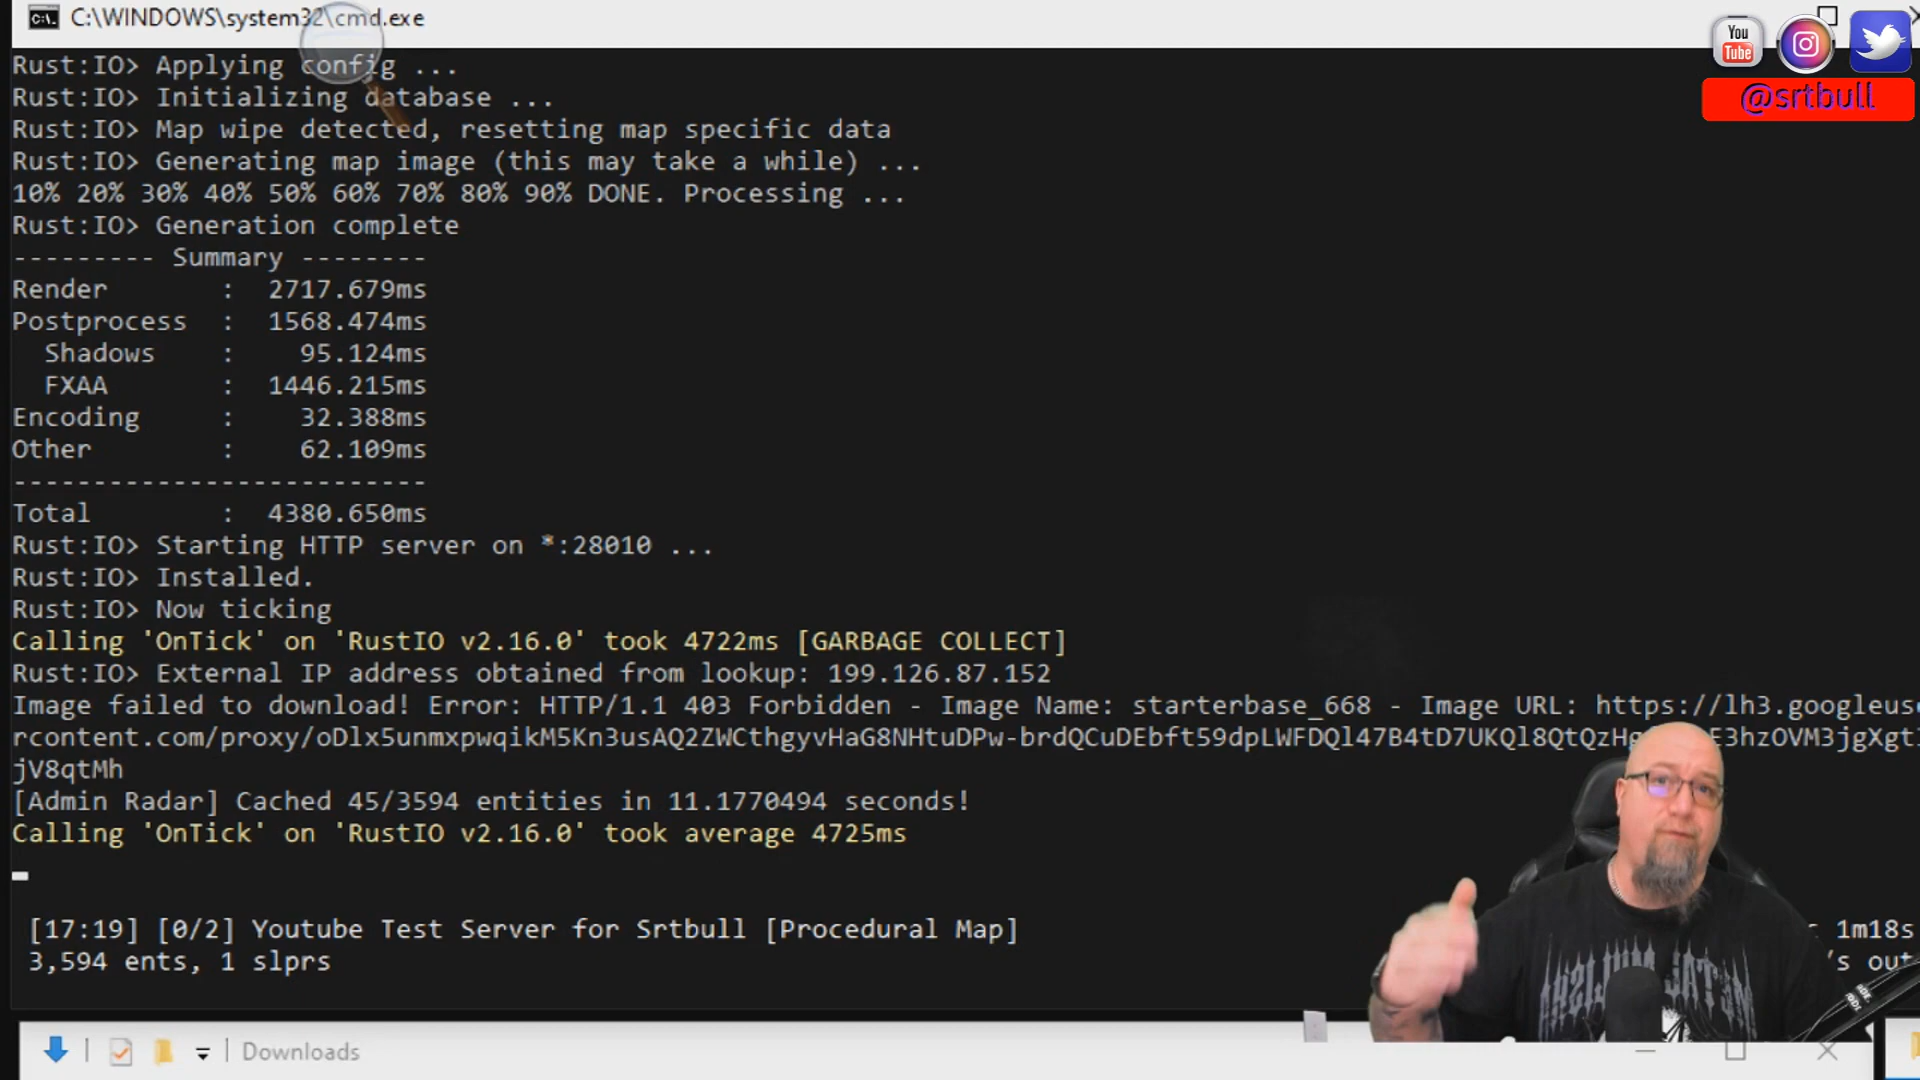 C:\WINDOWS\system32\cmd.exe
You
Tube
@srtbull
Rust:IO> Applying config ...
Rust:IO> Initializing database ...
Rust:IO> Map wipe detected, resetting map specific data
Rust:IO> Generating map image (this may take a while) ...
10% 20% 30% 40% 50% 60% 70% 80% 90% DONE. Processing ...
Rust:IO> Generation complete
--------- Summary --------
Render : 2717.679ms
Postprocess : 1568.474ms
Shadows : 95.124ms
FXAA : 1446.215ms
Encoding : 32.388ms
Other : 62.109ms
--------------------------
Total : 4380.650ms
Rust:IO> Starting HTTP server on *:28010 ...
Rust:IO> Installed.
Rust:IO> Now ticking
Calling 'OnTick' on 'RustIO v2.16.0' took 4722ms [GARBAGE COLLECT]
Rust:IO> External IP address obtained from lookup: 199.126.87.152
Image failed to download! Error: HTTP/1.1 403 Forbidden - Image Name: starterbase_668 - Image URL: https://lh3.googleuse
rcontent.com/proxy/oDlx5unmxpwqikM5Kn3usAQ2ZWCthgyvHaG8NHtuDPw-brdQCuDEbft59dpLWFDQl47B4tD7UKQl8QtQzHg E3hzOVM3jgXgt
jV8qtMh
[Admin Radar] Cached 45/3594 entities in 11.1770494 seconds!
Calling 'OnTick' on 'RustIO v2.16.0' took average 4725ms
[17:19] [0/2] Youtube Test Server for Srtbull [Procedural Map] 1m18s
3,594 ents, 1 slprs /s out
Downloads